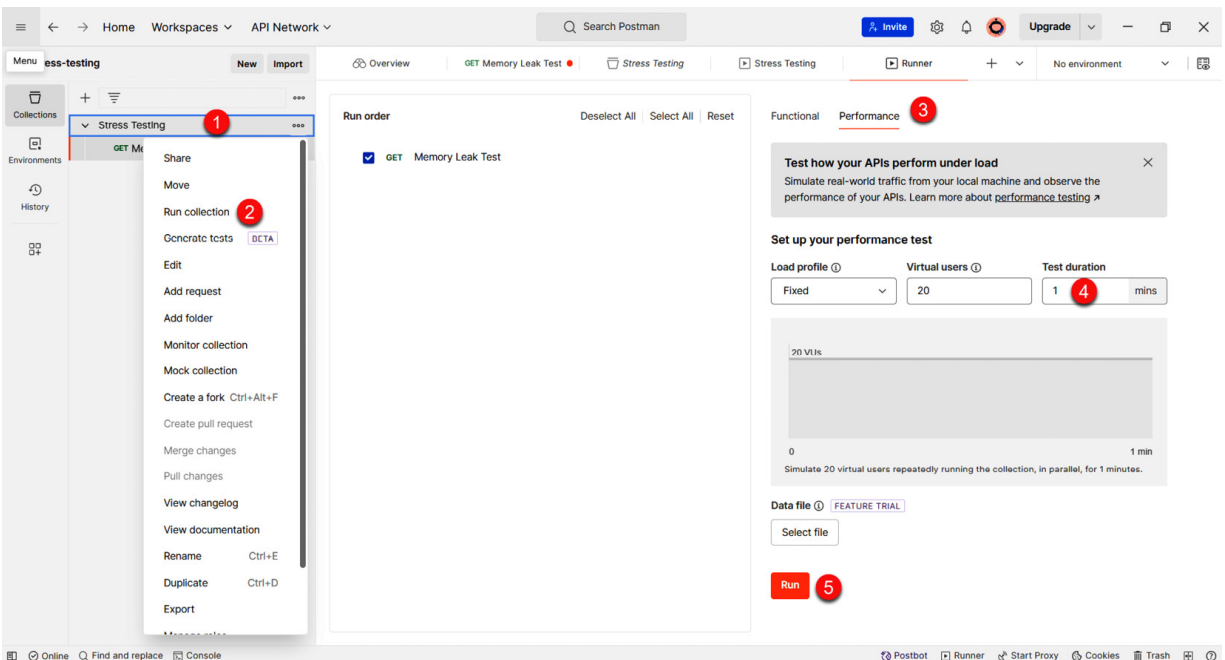 Home Workspaces API Network Search Postman Invite Upgrade
Menu ess-testing New Import Overview GET Memory Leak Test Stress Testing Stress Testing Runner No environment
Collections
Environments
History
Stress Testing 1
GET Me
Share
Move
Run collection 2
Generate tests BETA
Edit
Add request
Add folder
Monitor collection
Mock collection
Create a fork Ctrl+Alt+F
Create pull request
Merge changes
Pull changes
View changelog
View documentation
Rename Ctrl+E
Duplicate Ctrl+D
Export
Manage roles
Run order Deselect All Select All Reset
GET Memory Leak Test
Functional Performance 3
Test how your APIs perform under load
Simulate real-world traffic from your local machine and observe the
performance of your APIs. Learn more about performance testing
Set up your performance test
Load profile Virtual users Test duration
Fixed 20 1 4 mins
20 VUs
0 1 min
Simulate 20 virtual users repeatedly running the collection, in parallel, for 1 minutes.
Data file FEATURE TRIAL
Select file
Run 5
Online Find and replace Console Postbot Runner Start Proxy Cookies Trash